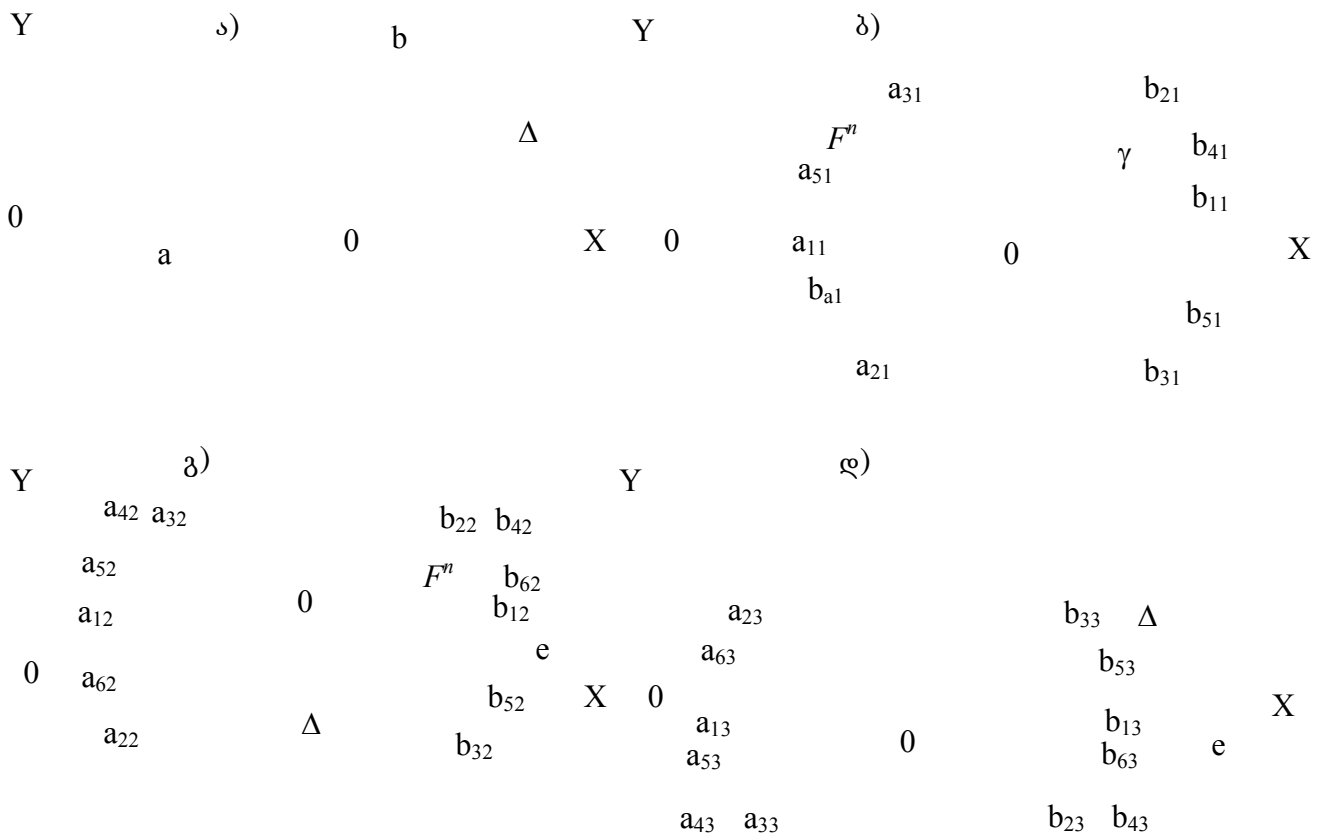 Y ა) b Y ბ)
a₃₁ b₂₁
Δ Fⁿ b₄₁
a₅₁ γ
b₁₁
0 a 0 X 0 a₁₁ 0 X
b_a1
b₅₁
a₂₁ b₃₁
Y გ) Y დ)
a₄₂ a₃₂ b₂₂ b₄₂
a₅₂ Fⁿ b₆₂
a₁₂ 0 b₁₂ a₂₃ b₃₃ Δ
e a₆₃ b₅₃
0 a₆₂ b₅₂ X 0 X
a₂₂ Δ b₃₂ a₁₃ 0 b₁₃
a₅₃ b₆₃ e
a₄₃ a₃₃ b₂₃ b₄₃